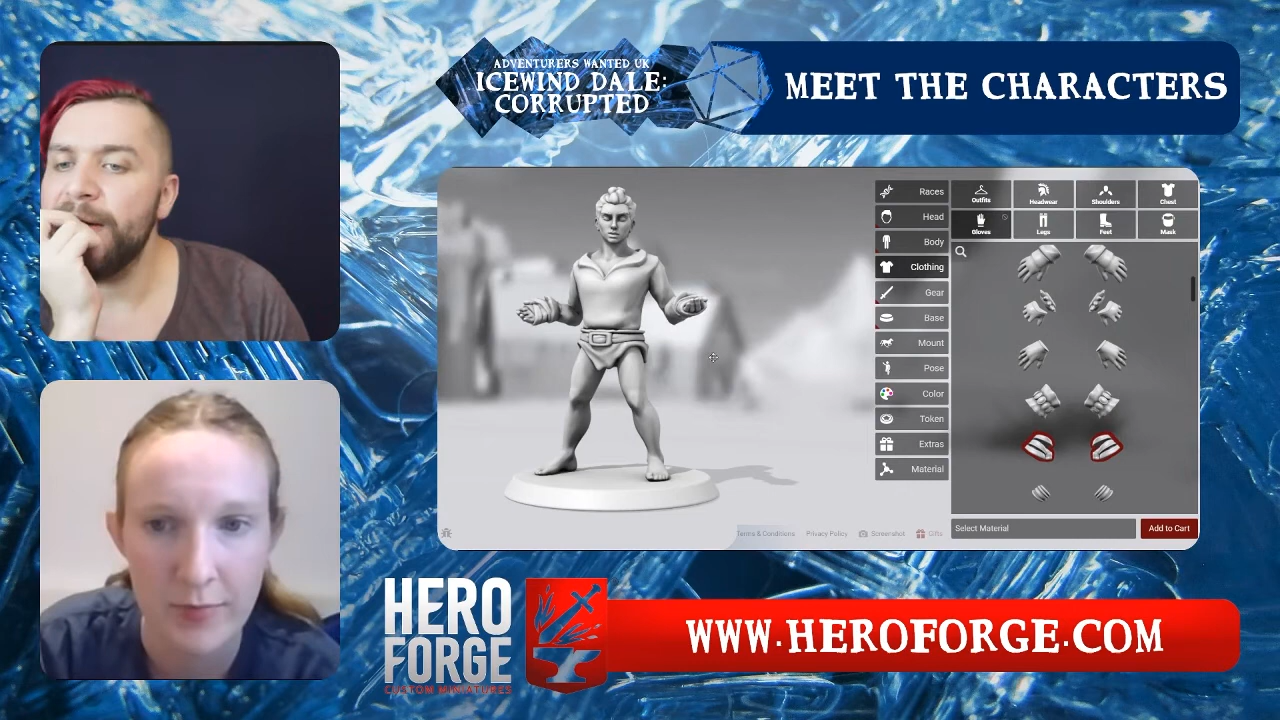 ADVENTURERS WANTED UK
ICEWIND DALE:
CORRUPTED
MEET THE CHARACTERS
Races
Head
Body
Clothing
Gear
Base
Mount
Pose
Color
Token
Extras
Material
Outfits
Headwear
Shoulders
Chest
Gloves
Legs
Feet
Mask
Select Material
Add to Cart
Terms & Conditions
Privacy Policy
Screenshot
Gifts
HERO
FORGE
CUSTOM MINIATURES
WWW.HEROFORGE.COM